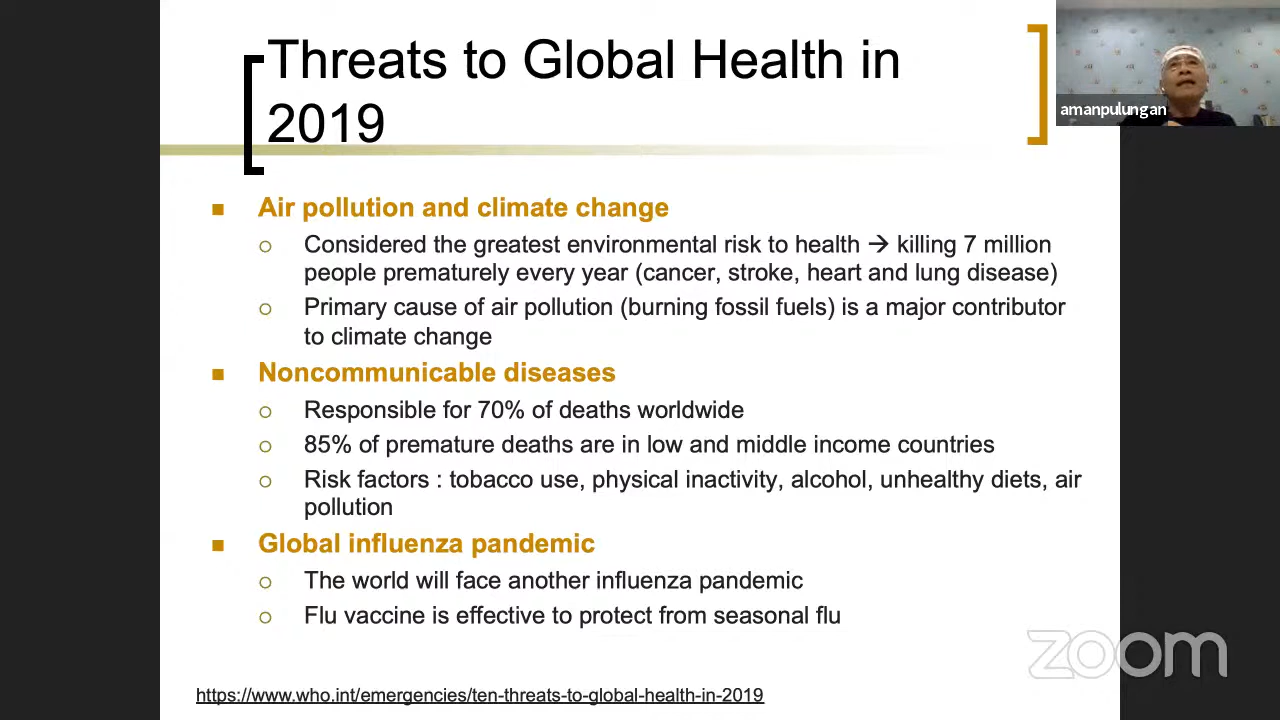 Threats to Global Health in
2019
amanpulungan
Air pollution and climate change
Considered the greatest environmental risk to health → killing 7 million
people prematurely every year (cancer, stroke, heart and lung disease)
Primary cause of air pollution (burning fossil fuels) is a major contributor
to climate change
Noncommunicable diseases
Responsible for 70% of deaths worldwide
85% of premature deaths are in low and middle income countries
Risk factors : tobacco use, physical inactivity, alcohol, unhealthy diets, air
pollution
Global influenza pandemic
The world will face another influenza pandemic
Flu vaccine is effective to protect from seasonal flu
zoom
https://www.who.int/emergencies/ten-threats-to-global-health-in-2019